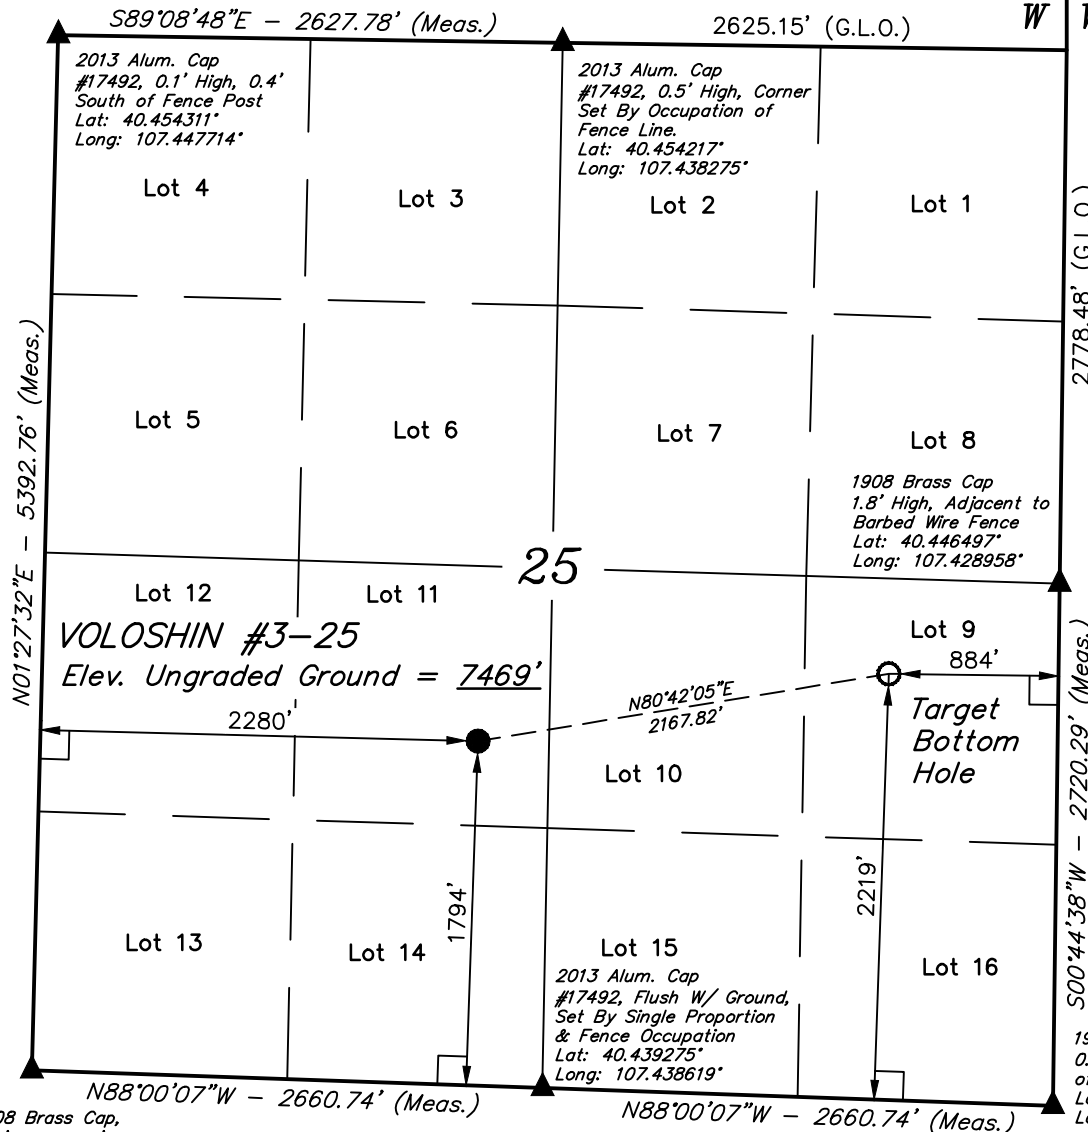 S89°08'48"E - 2627.78' (Meas.)
2625.15' (G.L.O.)
W
2013 Alum. Cap
#17492, 0.1' High, 0.4'
South of Fence Post
Lat: 40.454311°
Long: 107.447714°
2013 Alum. Cap
#17492, 0.5' High, Corner
Set By Occupation of
Fence Line.
Lat: 40.454217°
Long: 107.438275°
Lot 4
Lot 3
Lot 2
Lot 1
2778.48' (G.L.O.)
N01°27'32"E - 5392.76' (Meas.)
Lot 5
Lot 6
Lot 7
Lot 8
1908 Brass Cap
1.8' High, Adjacent to
Barbed Wire Fence
Lat: 40.446497°
Long: 107.428958°
25
Lot 12
Lot 11
Lot 9
VOLOSHIN #3-25
Elev. Ungraded Ground = 7469'
884'
N80°42'05"E
2167.82'
2280'
Target
Bottom
Hole
Lot 10
S00°44'38"W - 2720.29' (Meas.)
1794'
2219'
Lot 13
Lot 14
Lot 15
Lot 16
2013 Alum. Cap
#17492, Flush W/ Ground,
Set By Single Proportion
& Fence Occupation
Lat: 40.439275°
Long: 107.438619°
N88°00'07"W - 2660.74' (Meas.)
N88°00'07"W - 2660.74' (Meas.)
08 Brass Cap,